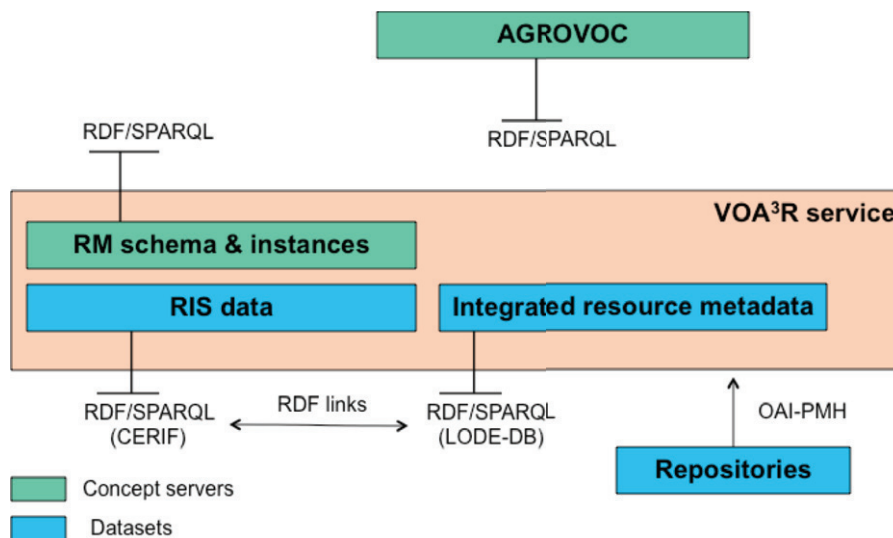 AGROVOC
RDF/SPARQL
RDF/SPARQL
VOA³R service
RM schema & instances
RIS data
Integrated resource metadata
RDF/SPARQL
(CERIF)
RDF links
RDF/SPARQL
(LODE-DB)
OAI-PMH
Repositories
Concept servers
Datasets